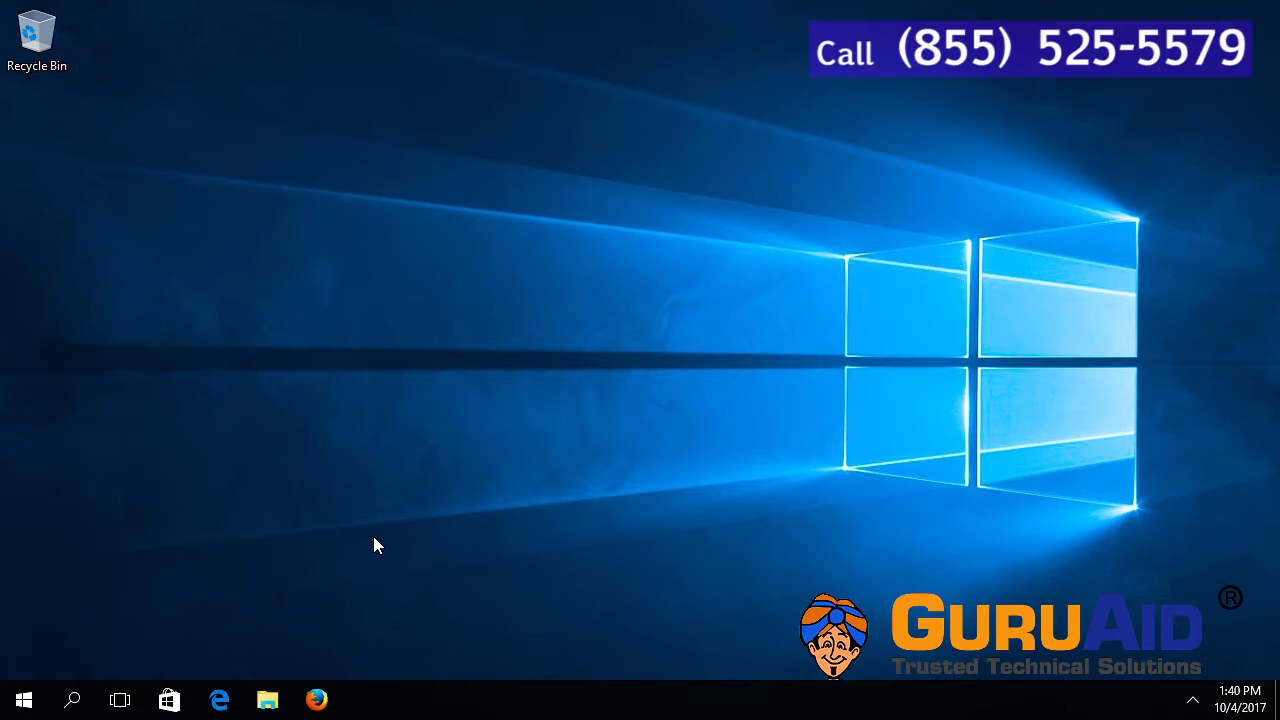 Recycle Bin
Call (855) 525-5579
GURUAID ®
Trusted Technical Solutions
1:40 PM
10/4/2017